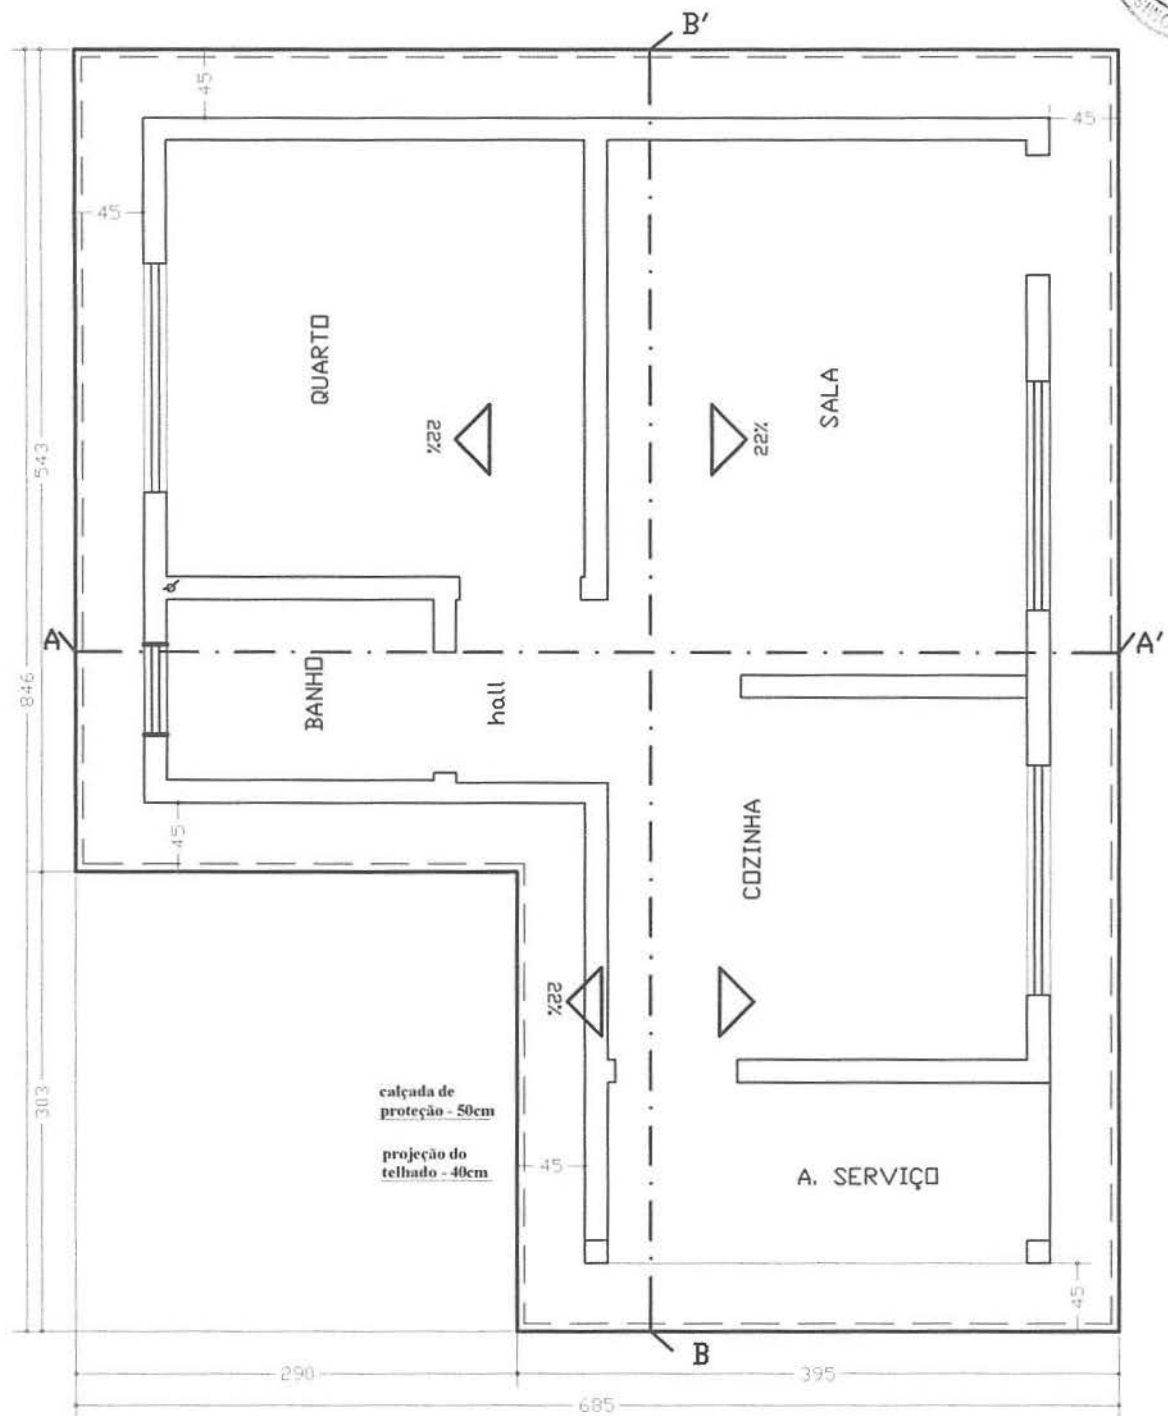 B'
45
45
45
QUARTO
SALA
22%
22%
543
846
A
A'
BANHO
hall
45
COZINHA
22%
303
calçada de
proteção - 50cm
projeção do
telhado - 40cm
45
A. SERVIÇO
45
B
290
395
685